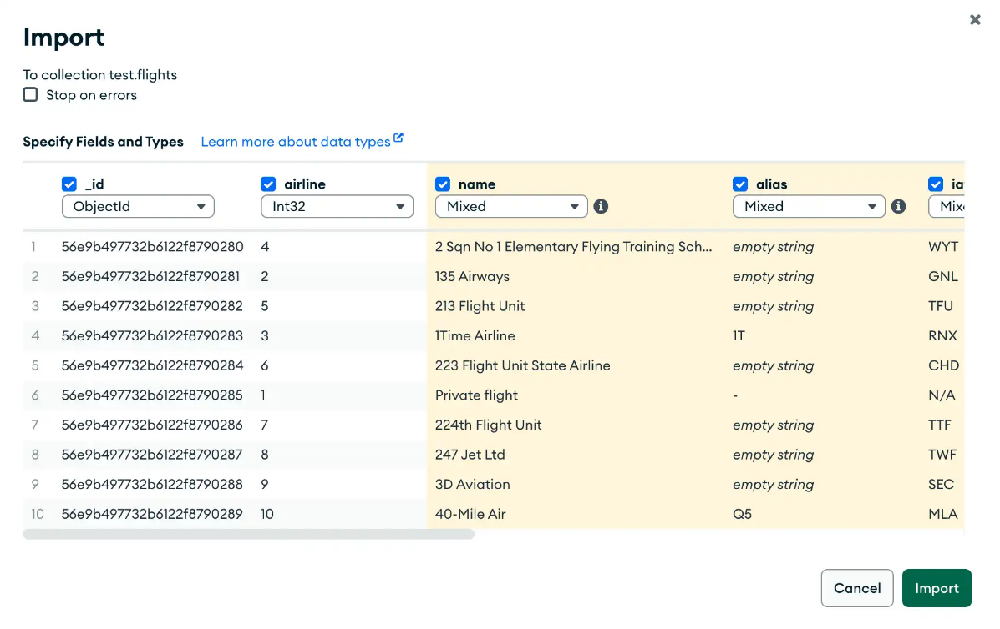 Import
To collection test.flights
Stop on errors
Specify Fields and Types Learn more about data types
_id airline name alias ia
ObjectId Int32 Mixed Mixed Mix
1 56e9b497732b6122f8790280 4 2 Sqn No 1 Elementary Flying Training Sch... empty string WYT
2 56e9b497732b6122f8790281 2 135 Airways empty string GNL
3 56e9b497732b6122f8790282 5 213 Flight Unit empty string TFU
4 56e9b497732b6122f8790283 3 1Time Airline 1T RNX
5 56e9b497732b6122f8790284 6 223 Flight Unit State Airline empty string CHD
6 56e9b497732b6122f8790285 1 Private flight - N/A
7 56e9b497732b6122f8790286 7 224th Flight Unit empty string TTF
8 56e9b497732b6122f8790287 8 247 Jet Ltd empty string TWF
9 56e9b497732b6122f8790288 9 3D Aviation empty string SEC
10 56e9b497732b6122f8790289 10 40-Mile Air Q5 MLA
Cancel Import